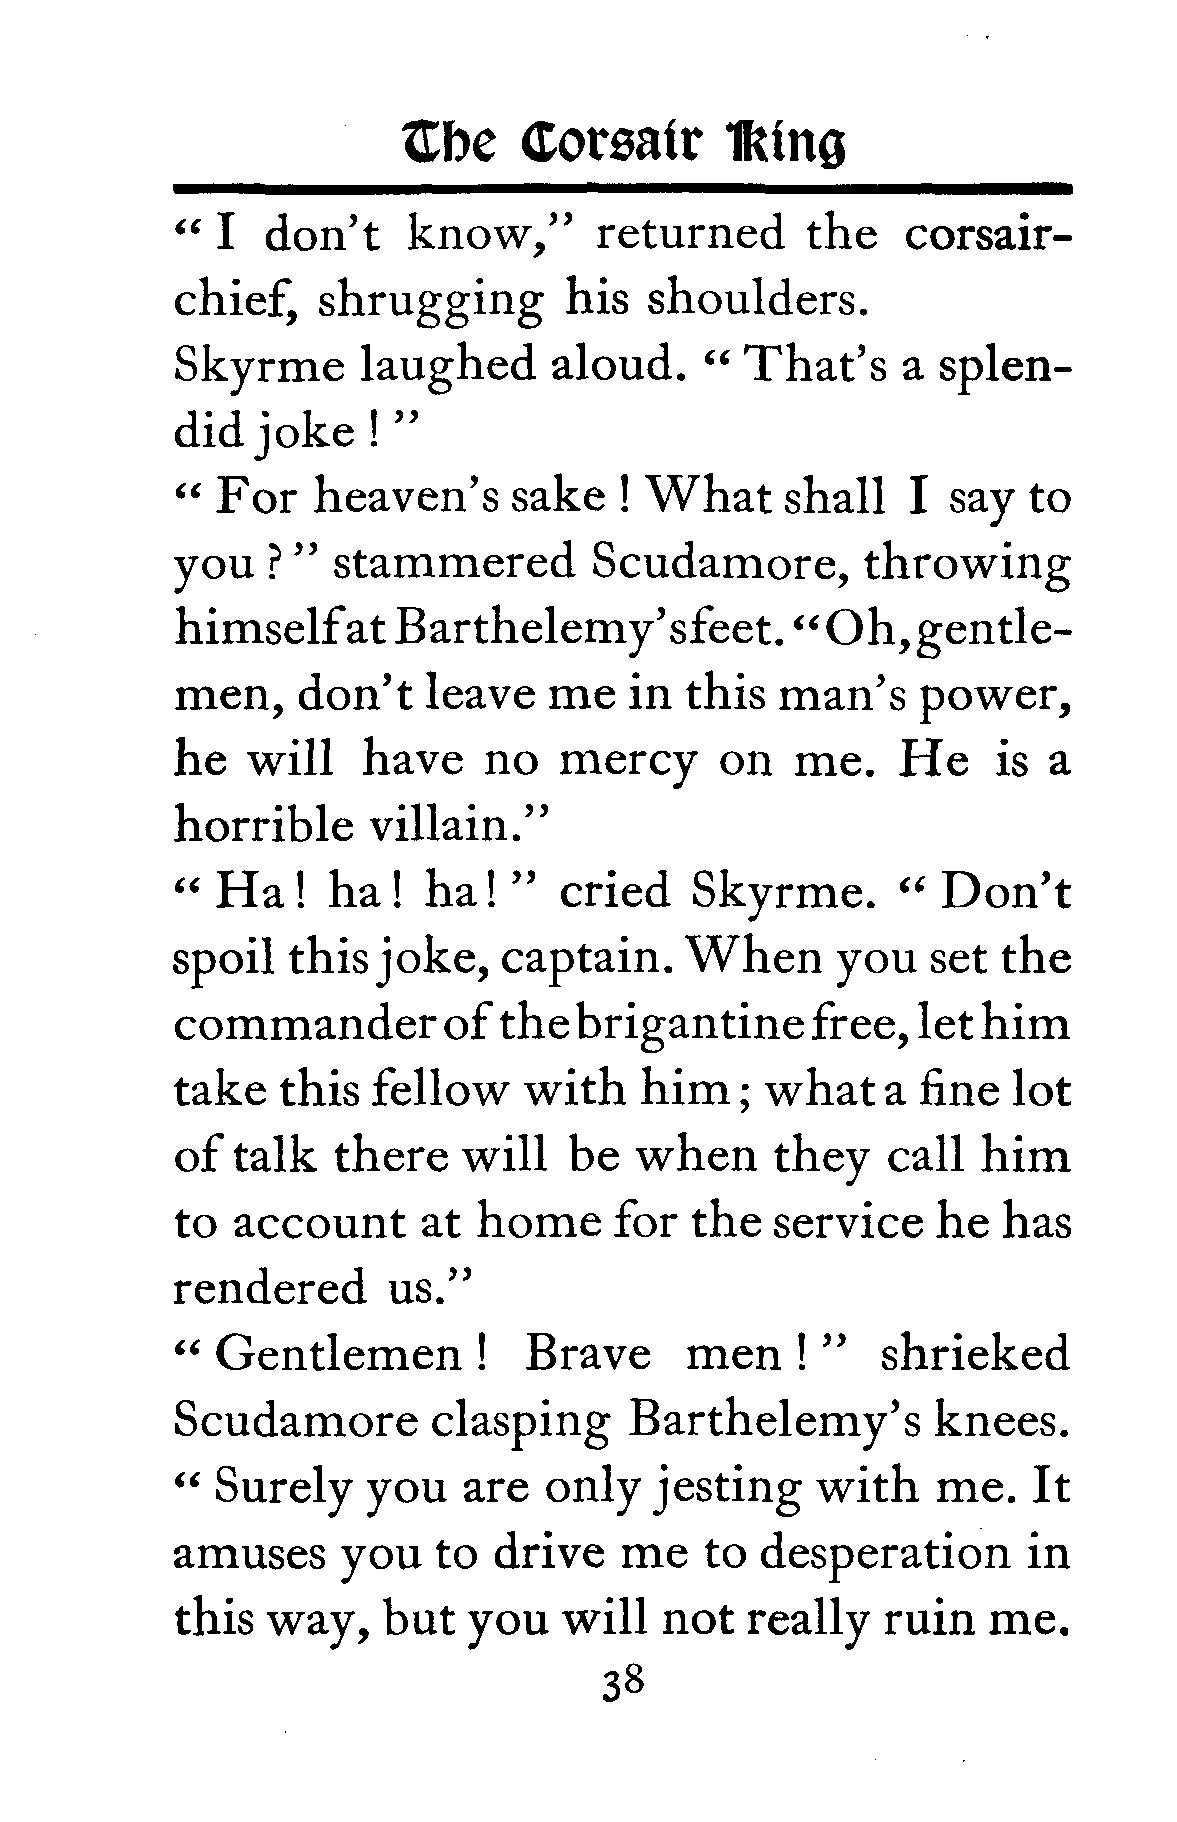 The Corsair King
“ I don’t know,” returned the corsair-
chief, shrugging his shoulders.
Skyrme laughed aloud. “ That’s a splen-
did joke ! ”
“ For heaven’s sake ! What shall I say to
you ? ” stammered Scudamore, throwing
himself at Barthelemy’s feet. “Oh, gentle-
men, don’t leave me in this man’s power,
he will have no mercy on me. He is a
horrible villain.”
“ Ha ! ha ! ha ! ” cried Skyrme. “ Don’t
spoil this joke, captain. When you set the
commander of the brigantine free, let him
take this fellow with him ; what a fine lot
of talk there will be when they call him
to account at home for the service he has
rendered us.”
“ Gentlemen ! Brave men ! ” shrieked
Scudamore clasping Barthelemy’s knees.
“ Surely you are only jesting with me. It
amuses you to drive me to desperation in
this way, but you will not really ruin me.
38